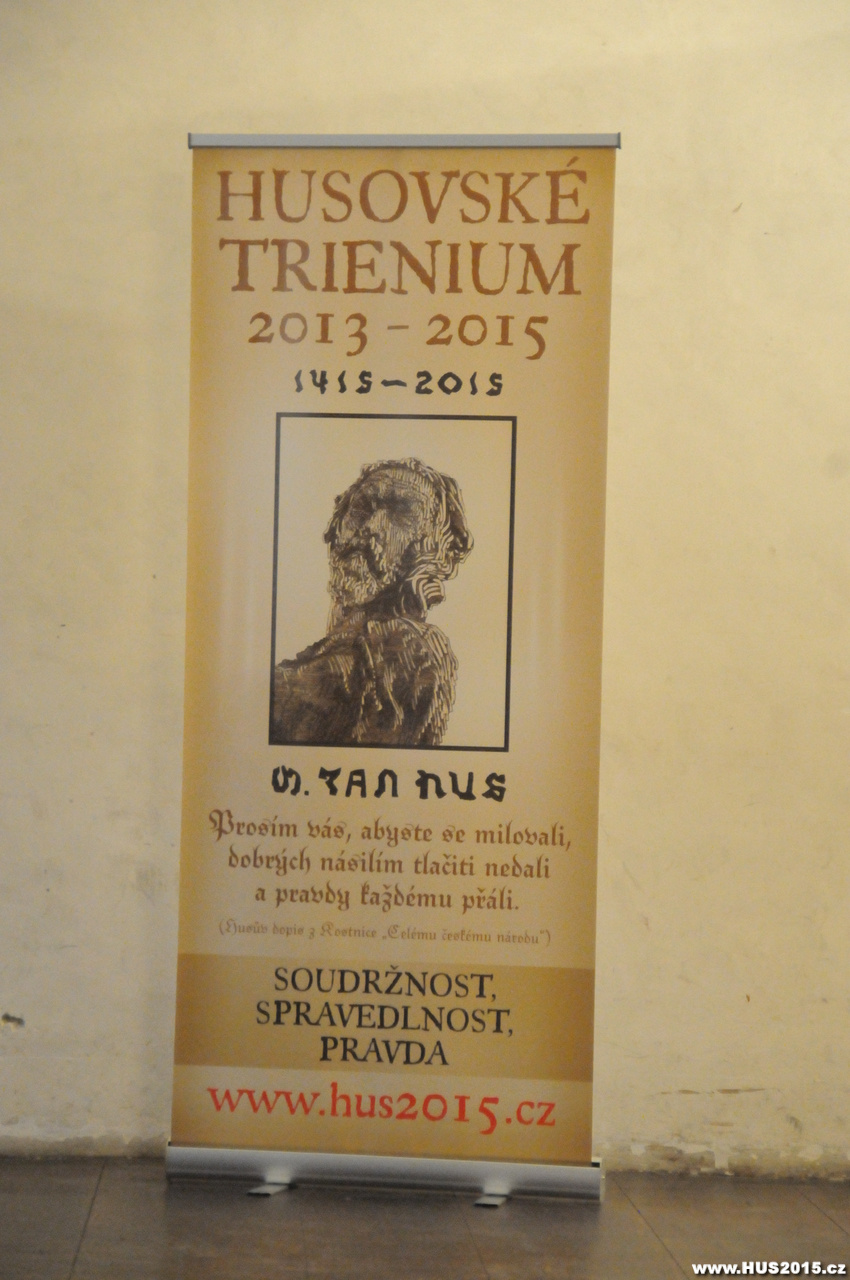 HUSOVSKÉ
TRIENIUM
2013 – 2015
1415–2015
M. JAN HUS
Prosím vás, abyste se milovali,
dobrých násilím tlačiti nedali
a pravdy každému přáli.
(Husův dopis z Kostnice „Celému českému národu“)
SOUDRŽNOST,
SPRAVEDLNOST,
PRAVDA
www.hus2015.cz
www.HUS2015.cz